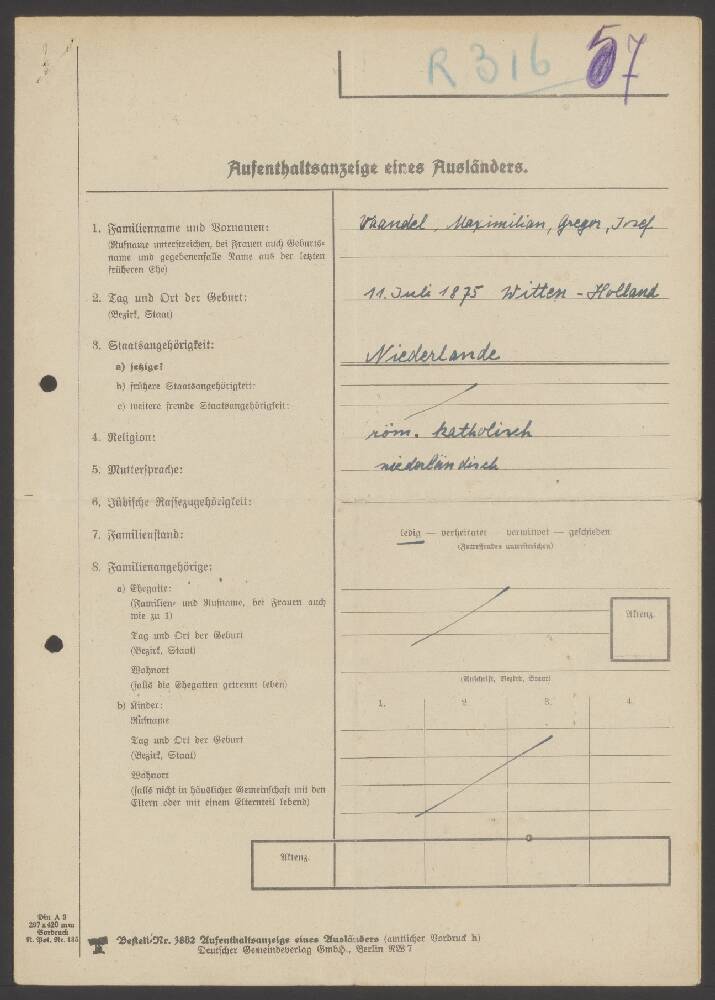 R 316 57
Aufenthaltsanzeige eines Ausländers.
1. Familienname und Vornamen: Vaandel, Maximilian, Gregor, Josef
(Rufname unterstreichen, bei Frauen auch Geburts-
name und gegebenenfalls Name aus der letzten
früheren Ehe)
2. Tag und Ort der Geburt: 11. Juli 1875 Witten - Holland
(Bezirk, Staat)
3. Staatsangehörigkeit:
a) jetzige: Niederlande
b) frühere Staatsangehörigkeit:
c) weitere fremde Staatsangehörigkeit:
4. Religion: röm. katholisch
5. Muttersprache: niederländisch
6. Jüdische Rassezugehörigkeit:
7. Familienstand: ledig — verheiratet — verwitwet — geschieden
(Zutreffendes unterstreichen)
8. Familienangehörige:
a) Ehegatte:
(Familien- und Rufname, bei Frauen auch
wie zu 1)
Aktenz.
Tag und Ort der Geburt
(Bezirk, Staat)
Wohnort
(falls die Ehegatten getrennt leben)
(Anschrift, Bezirk, Staat)
b) Kinder: 1. 2. 3. 4.
Rufname
Tag und Ort der Geburt
(Bezirk, Staat)
Wohnort
(falls nicht in häuslicher Gemeinschaft mit den
Eltern oder mit einem Elternteil lebend)
Aktenz.
Din A 3
297 x 420 mm
Vordruck
R. Pol. Nr. 135
Bestell-Nr. 3882 Aufenthaltsanzeige eines Ausländers (amtlicher Vordruck h)
Deutscher Gemeindeverlag GmbH., Berlin NW 7